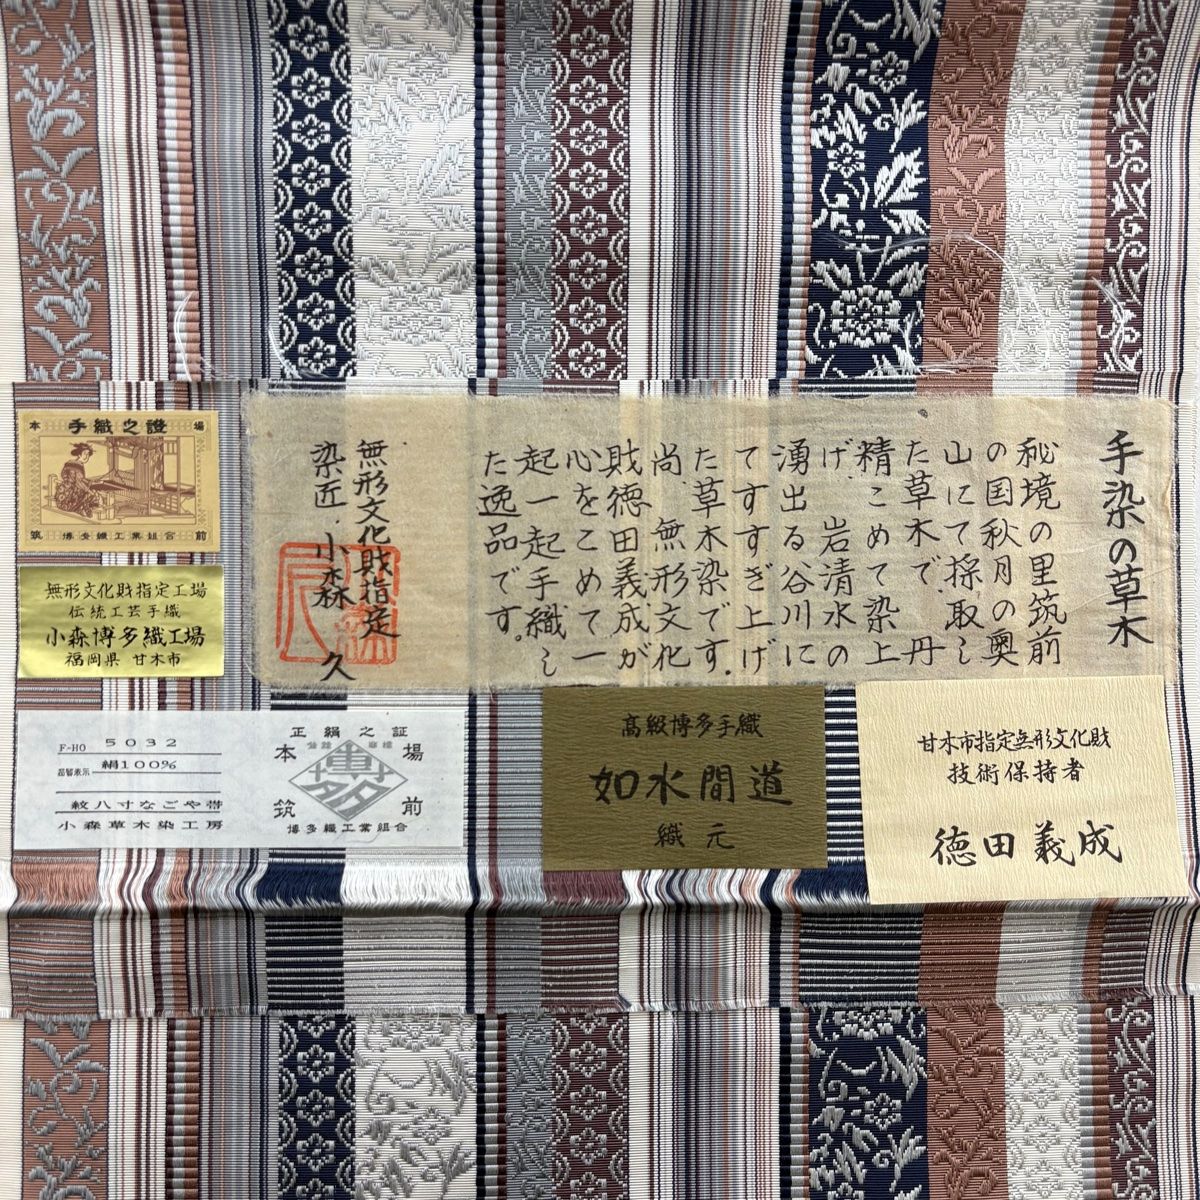 手染の草木
秘境の里筑前
の国秋月の奥
山にて採取し
た草木で、丹
精こめて染上
げ、岩清水の
湧出る谷川に
てすすぎ上げ
た草木染です。
尚、無形文化
財徳田義成が
心をこめて一
起一起手織し
た逸品です。
無形文化財指定
染匠 小森 久
本場
手織之證
筑前
博多織工業組合
無形文化財指定工場
伝統工芸手織
小森博多織工場
福岡県 甘木市
F-HO 5032
品質表示 絹100%
紋八寸なごや帯
小森草木染工房
正絹之証
本場
筑前
博多織工業組合
高級博多手織
如水間道
織元
甘木市指定無形文化財
技術保持者
徳田義成